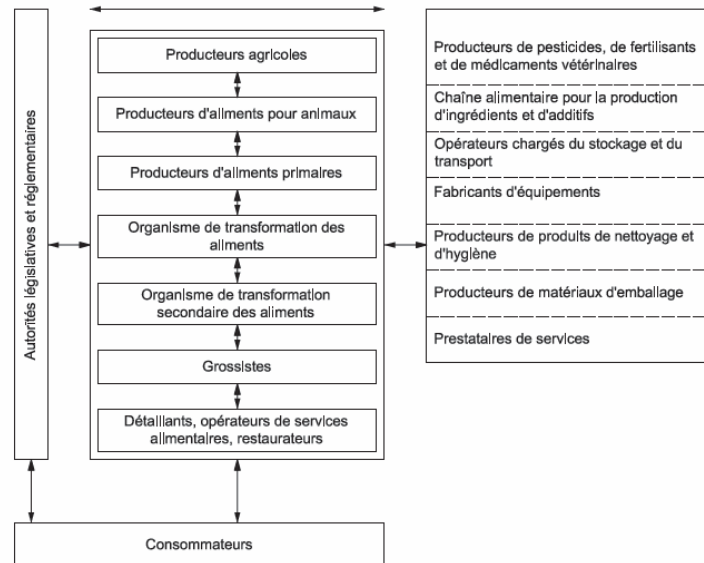 Autorités législatives et réglementaires
Producteurs agricoles
Producteurs d'aliments pour animaux
Producteurs d'aliments primaires
Organisme de transformation des
aliments
Organisme de transformation
secondaire des aliments
Grossistes
Détaillants, opérateurs de services
alimentaires, restaurateurs
Producteurs de pesticides, de fertilisants
et de médicaments vétérinaires
Chaîne alimentaire pour la production
d'ingrédients et d'additifs
Opérateurs chargés du stockage et du
transport
Fabricants d'équipements
Producteurs de produits de nettoyage et
d'hygiène
Producteurs de matériaux d'emballage
Prestataires de services
Consommateurs